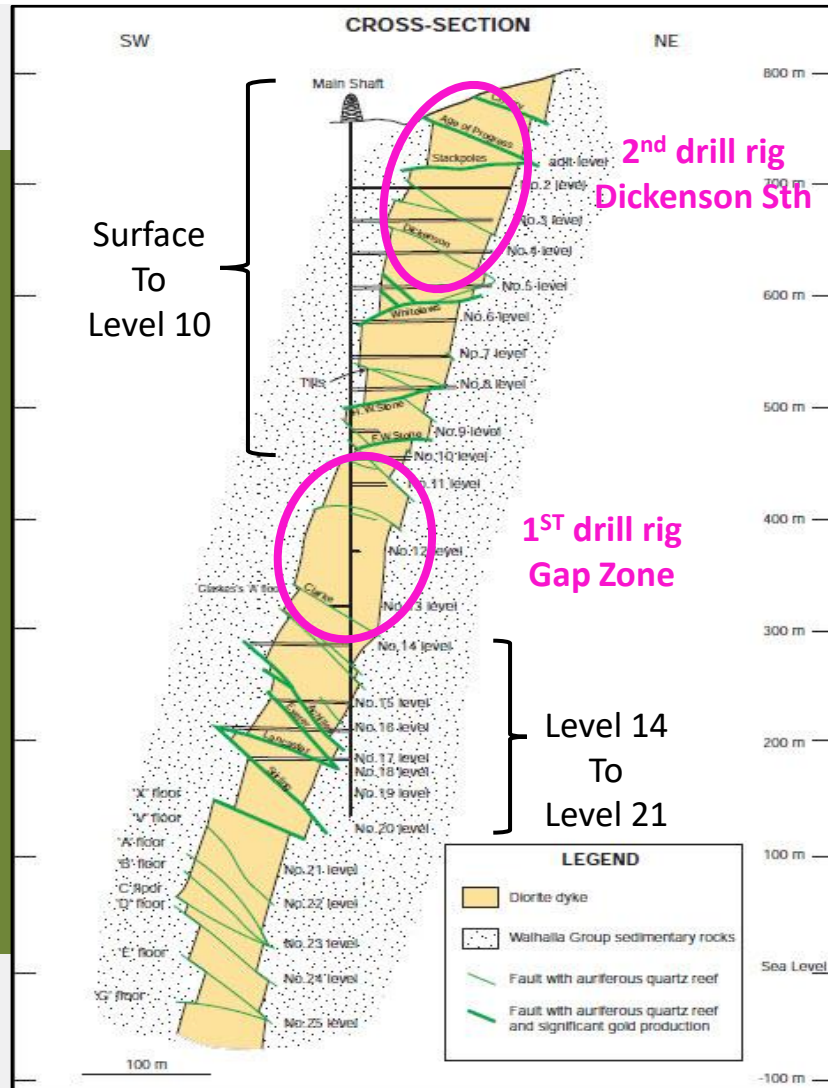 CROSS-SECTION
SW
NE
Main Shaft
800 m
700 m
600 m
500 m
400 m
300 m
200 m
100 m
Sea Level
-100 m
Age of Progress
Stackpoles
adit level
No.2 level
No.3 level
Dickenson
No.4 level
No.5 level
Whitelaws
No.6 level
No.7 level
No.8 level
H.W.Stone
No.9 level
F.W.Stone
No.10 level
No.11 level
No.12 level
Clarke
No.13 level
No.14 level
No.15 level
No.16 level
Lancaster
No.17 level
No.18 level
No.19 level
No.20 level
'X' floor
'V' floor
'A' floor
'B' floor
'C' floor
'D' floor
'E' floor
'G' floor
No.21 level
No.22 level
No.23 level
No.24 level
No.25 level
100 m
Surface
To
Level 10
2nd drill rig
Dickenson Sth
1ST drill rig
Gap Zone
Level 14
To
Level 21
LEGEND
Diorite dyke
Walhalla Group sedimentary rocks
Fault with auriferous quartz reef
Fault with auriferous quartz reef
and significant gold production